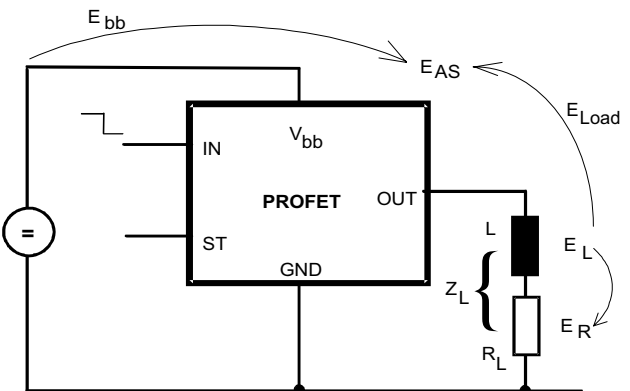 E bb
E AS
E Load
V bb
IN
PROFET
OUT
ST
GND
=
L
E L
Z L
{
E R
R L